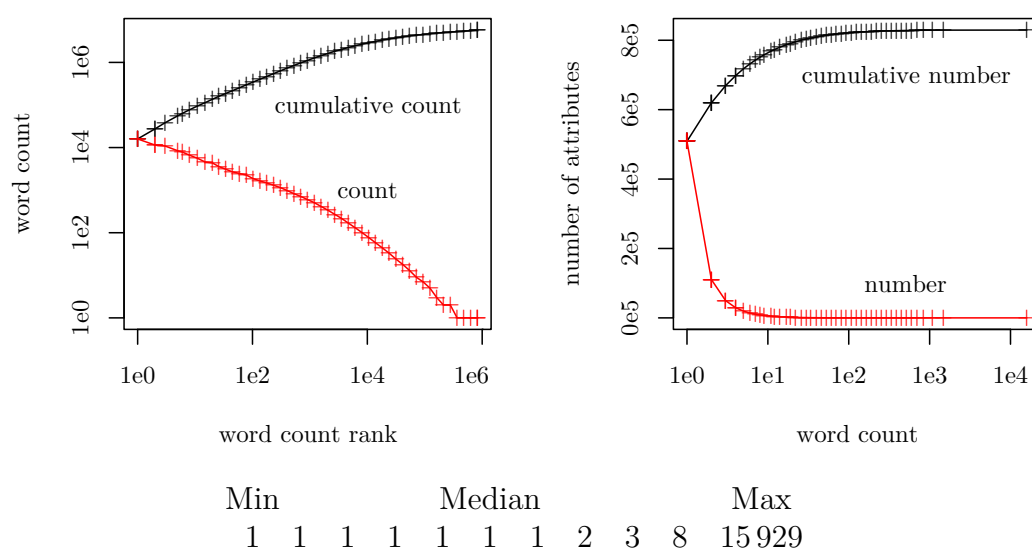 word count
1e0 1e2 1e4 1e6
cumulative count
count
1e0 1e2 1e4 1e6
word count rank
number of attributes
0e5 2e5 4e5 6e5 8e5
cumulative number
number
1e0 1e1 1e2 1e3 1e4
word count
Min Median Max
1 1 1 1 1 1 1 2 3 8 15 929